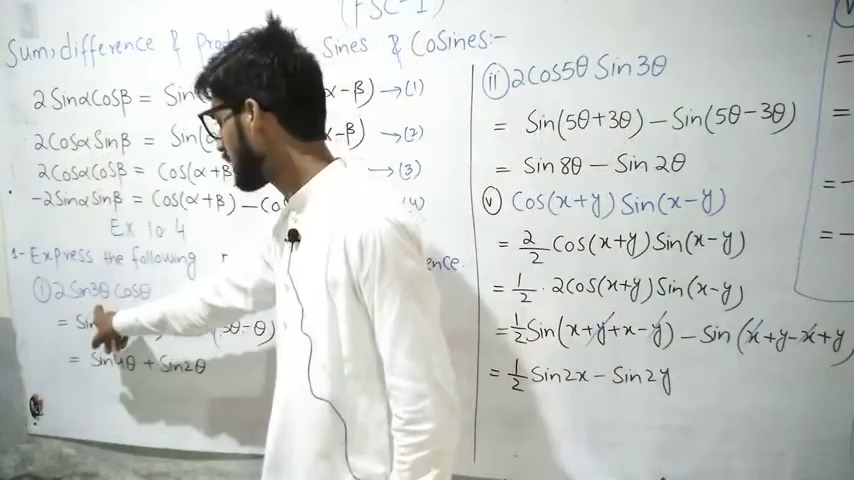 (FSC-I)
Sum, difference & Prod Sines & Cosines:-
2 Sinα Cosβ = Sin α-β) → (1)
2 Cosα Sinβ = Sin(α -β) → (2)
2 Cosα Cosβ = Cos(α+β → (3)
-2 Sinα Sinβ = Cos(α+β) - Co (4)
Ex 10.4
1- Express the following ence.
(i) 2 Sin3θ Cosθ
= Sin 3θ-θ)
= Sin4θ + Sin2θ
(ii) 2 Cos5θ Sin3θ
= Sin(5θ+3θ) - Sin(5θ-3θ)
= Sin 8θ - Sin 2θ
(v) Cos(x+y) Sin(x-y)
= 2/2 Cos(x+y) Sin(x-y)
= 1/2 · 2Cos(x+y) Sin(x-y)
= 1/2 Sin(x+y+x-y) - Sin(x+y-x+y)
= 1/2 Sin2x - Sin2y